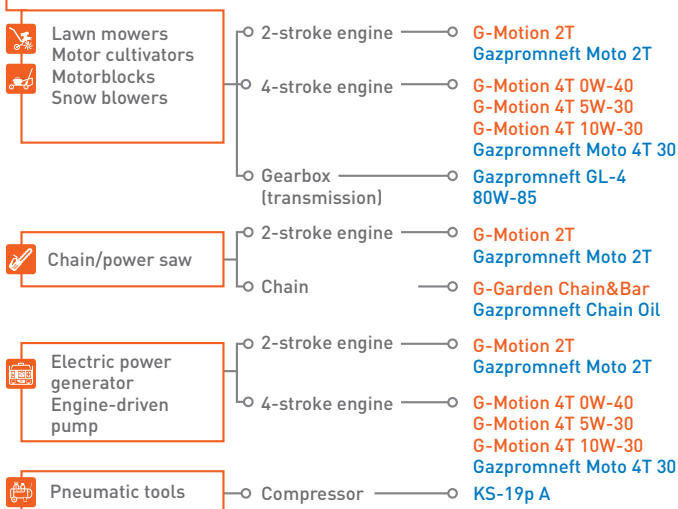 Lawn mowers
Motor cultivators
Motorblocks
Snow blowers
2-stroke engine
G-Motion 2T
Gazpromneft Moto 2T
4-stroke engine
G-Motion 4T 0W-40
G-Motion 4T 5W-30
G-Motion 4T 10W-30
Gazpromneft Moto 4T 30
Gearbox
(transmission)
Gazpromneft GL-4
80W-85
Chain/power saw
2-stroke engine
G-Motion 2T
Gazpromneft Moto 2T
Chain
G-Garden Chain&Bar
Gazpromneft Chain Oil
Electric power
generator
Engine-driven
pump
2-stroke engine
G-Motion 2T
Gazpromneft Moto 2T
4-stroke engine
G-Motion 4T 0W-40
G-Motion 4T 5W-30
G-Motion 4T 10W-30
Gazpromneft Moto 4T 30
Pneumatic tools
Compressor
KS-19p A